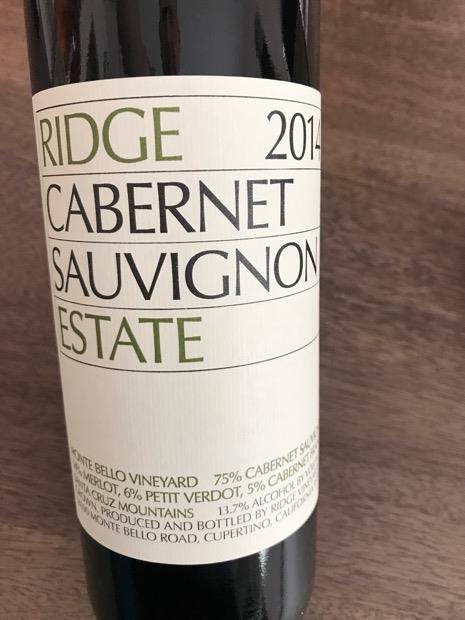 RIDGE 2014
CABERNET
SAUVIGNON
ESTATE
MONTE BELLO VINEYARD 75% CABERNET
MERLOT, 6% PETIT VERDOT, 5% CABERNET
CRUZ MOUNTAINS 13.7% ALCOHOL BY
PRODUCED AND BOTTLED BY RIDGE
MONTE BELLO ROAD, CUPERTINO,